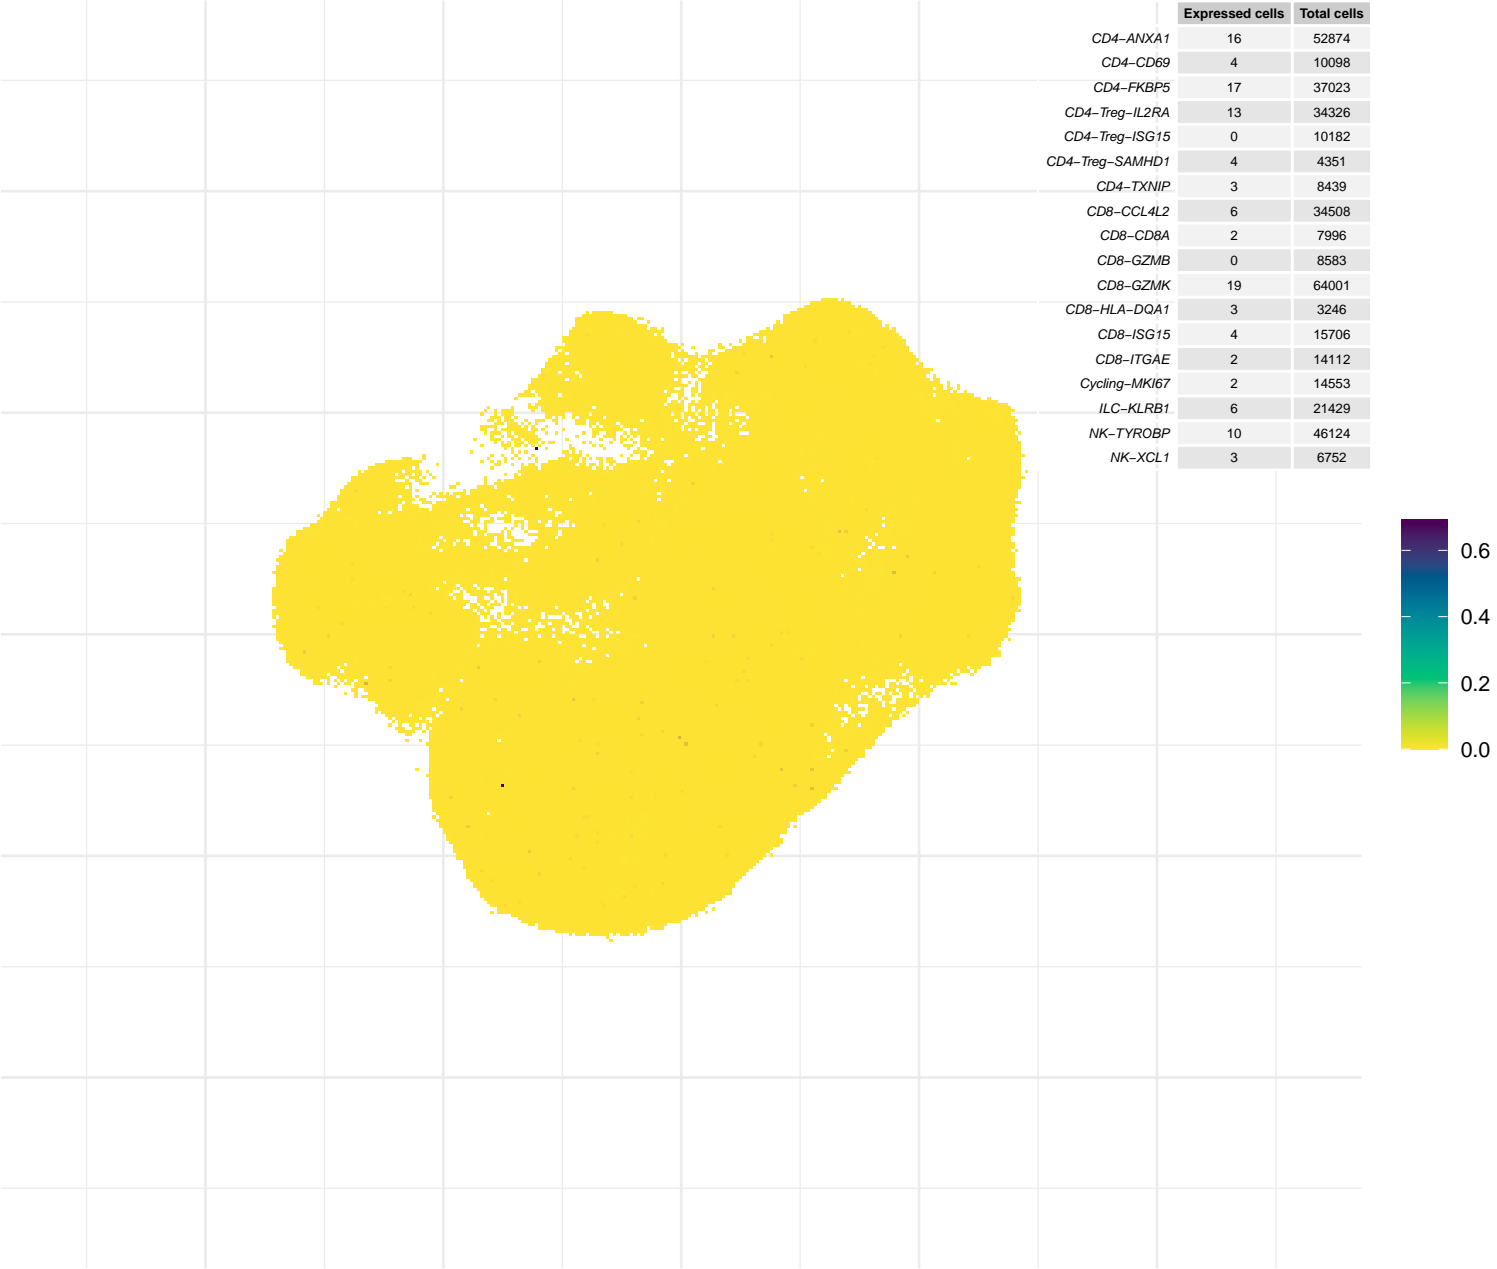 Expressed cells Total cells
CD4−ANXA1 16 52874
CD4−CD69 4 10098
CD4−FKBP5 17 37023
CD4−Treg−IL2RA 13 34326
CD4−Treg−ISG15 0 10182
CD4−Treg−SAMHD1 4 4351
CD4−TXNIP 3 8439
CD8−CCL4L2 6 34508
CD8−CD8A 2 7996
CD8−GZMB 0 8583
CD8−GZMK 19 64001
CD8−HLA−DQA1 3 3246
CD8−ISG15 4 15706
CD8−ITGAE 2 14112
Cycling−MKI67 2 14553
ILC−KLRB1 6 21429
NK−TYROBP 10 46124
NK−XCL1 3 6752
0.6
0.4
0.2
0.0